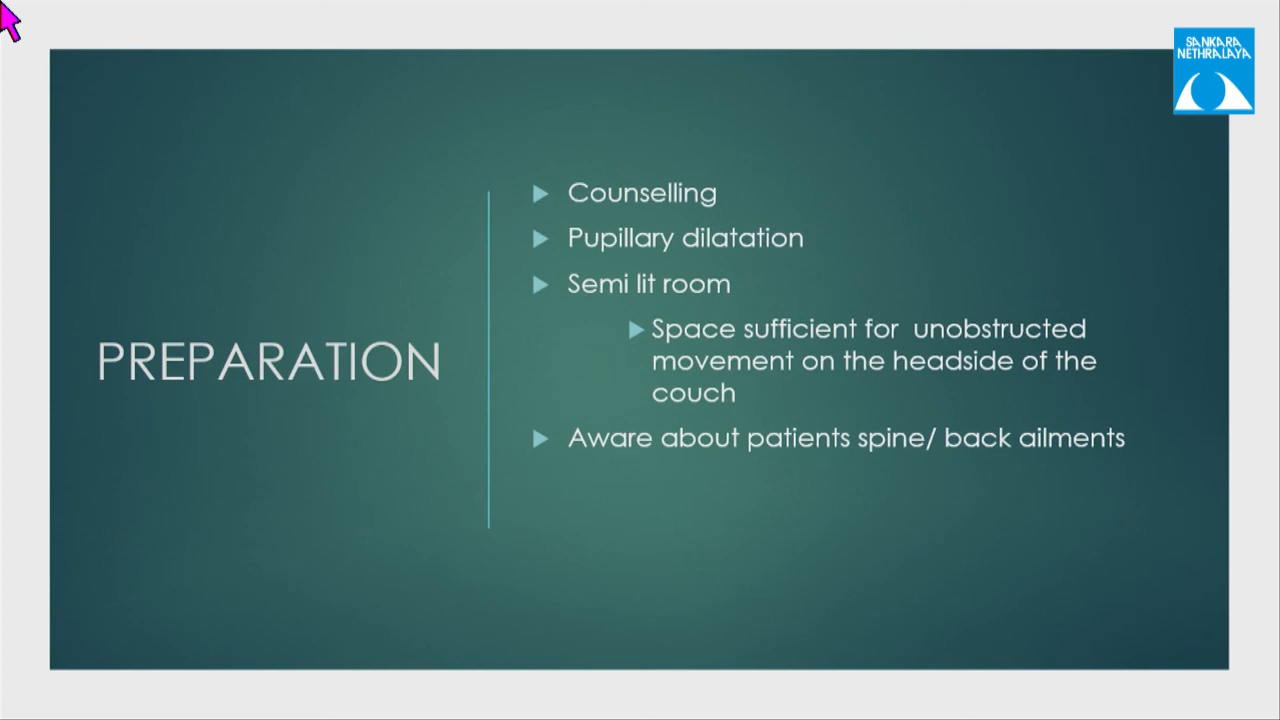 SANKARA
NETHRALAYA
PREPARATION
Counselling
Pupillary dilatation
Semi lit room
Space sufficient for unobstructed
movement on the headside of the
couch
Aware about patients spine/ back ailments